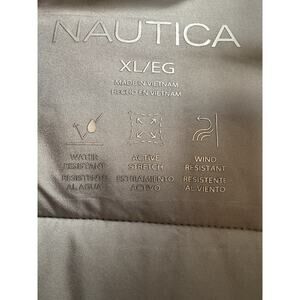 NAUTICA
XL/EG
MADE IN VIETNAM
HECHO EN VIETNAM
WATER
RESISTANT
RESISTENTE
AL AGUA
ACTIVE
STRETCH
ESTIRAMIENTO
ACTIVO
WIND
RESISTANT
RESISTENTE
AL VIENTO